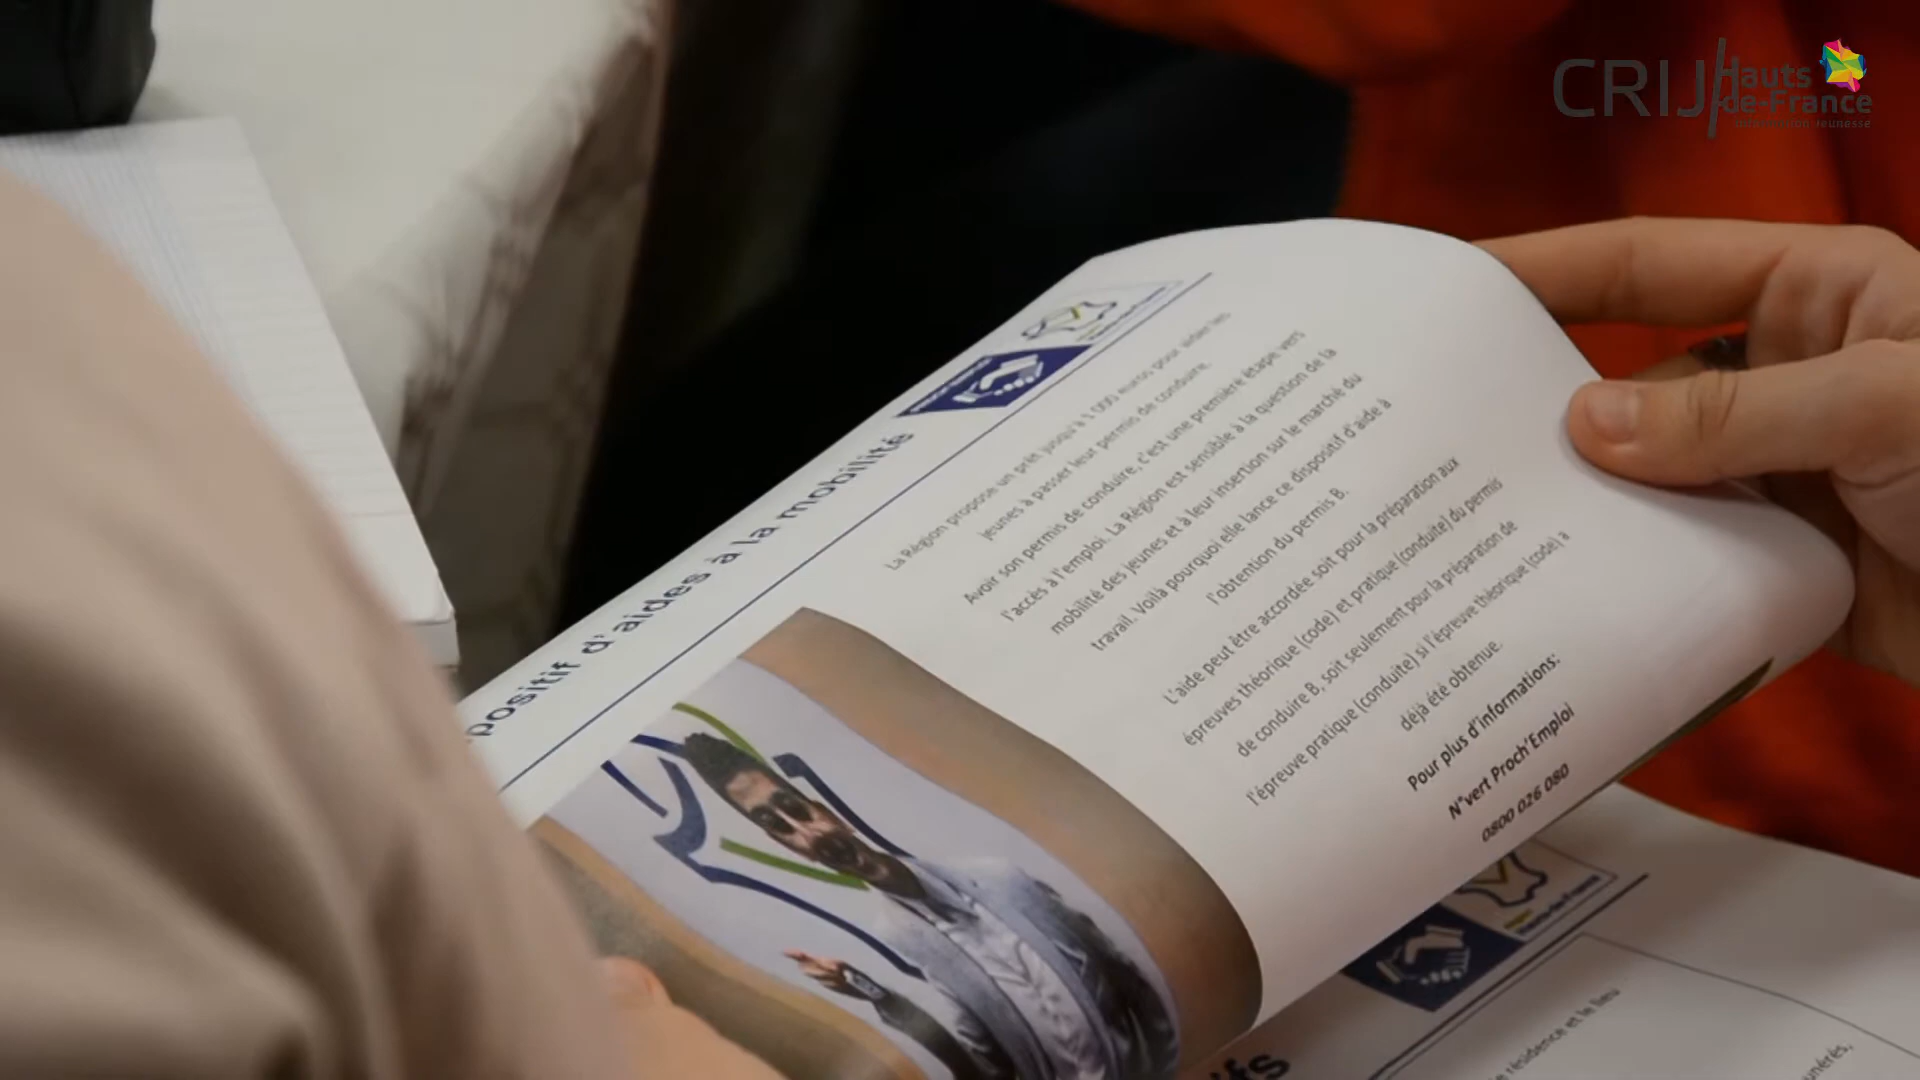 CRIJ Hauts
de-France
information jeunesse
positif d'aides à la mobilité
La Région propose un prêt jusqu'à 1 000 euros pour aider les
jeunes à passer leur permis de conduire.
Avoir son permis de conduire, c'est une première étape vers
l'accès à l'emploi. La Région est sensible à la question de la
mobilité des jeunes et à leur insertion sur le marché du
travail. Voilà pourquoi elle lance ce dispositif d'aide à
l'obtention du permis B.
L'aide peut être accordée soit pour la préparation aux
épreuves théorique (code) et pratique (conduite) du permis
de conduire B, soit seulement pour la préparation de
l'épreuve pratique (conduite) si l'épreuve théorique (code) a
déjà été obtenue.
Pour plus d'informations:
N°vert Proch'Emploi
0800 026 080
ifs
résidence et le lieu